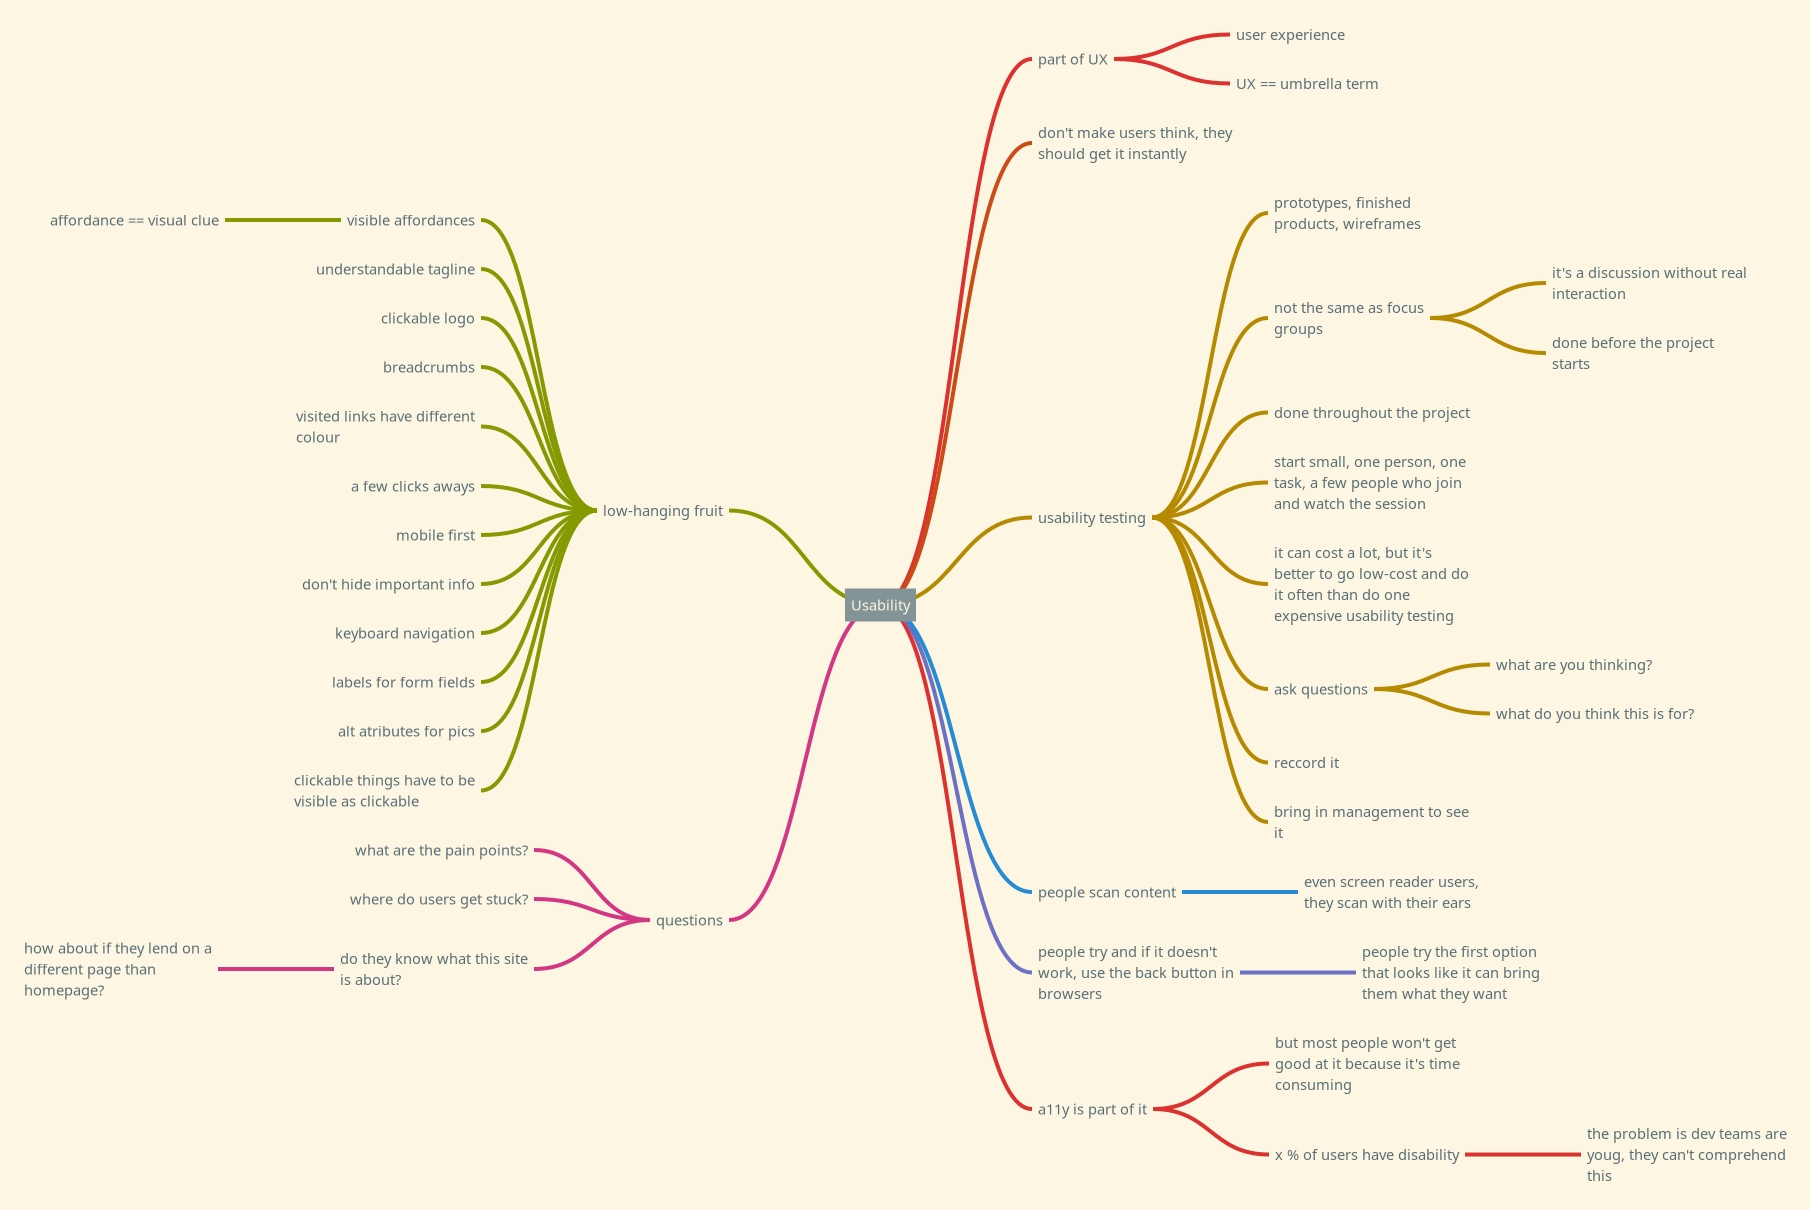 Usability
part of UX
user experience
UX == umbrella term
don't make users think, they
should get it instantly
usability testing
prototypes, finished
products, wireframes
not the same as focus
groups
it's a discussion without real
interaction
done before the project
starts
done throughout the project
start small, one person, one
task, a few people who join
and watch the session
it can cost a lot, but it's
better to go low-cost and do
it often than do one
expensive usability testing
ask questions
what are you thinking?
what do you think this is for?
reccord it
bring in management to see
it
people scan content
even screen reader users,
they scan with their ears
people try and if it doesn't
work, use the back button in
browsers
people try the first option
that looks like it can bring
them what they want
a11y is part of it
but most people won't get
good at it because it's time
consuming
x % of users have disability
the problem is dev teams are
youg, they can't comprehend
this
low-hanging fruit
visible affordances
affordance == visual clue
understandable tagline
clickable logo
breadcrumbs
visited links have different
colour
a few clicks aways
mobile first
don't hide important info
keyboard navigation
labels for form fields
alt atributes for pics
clickable things have to be
visible as clickable
questions
what are the pain points?
where do users get stuck?
do they know what this site
is about?
how about if they lend on a
different page than
homepage?